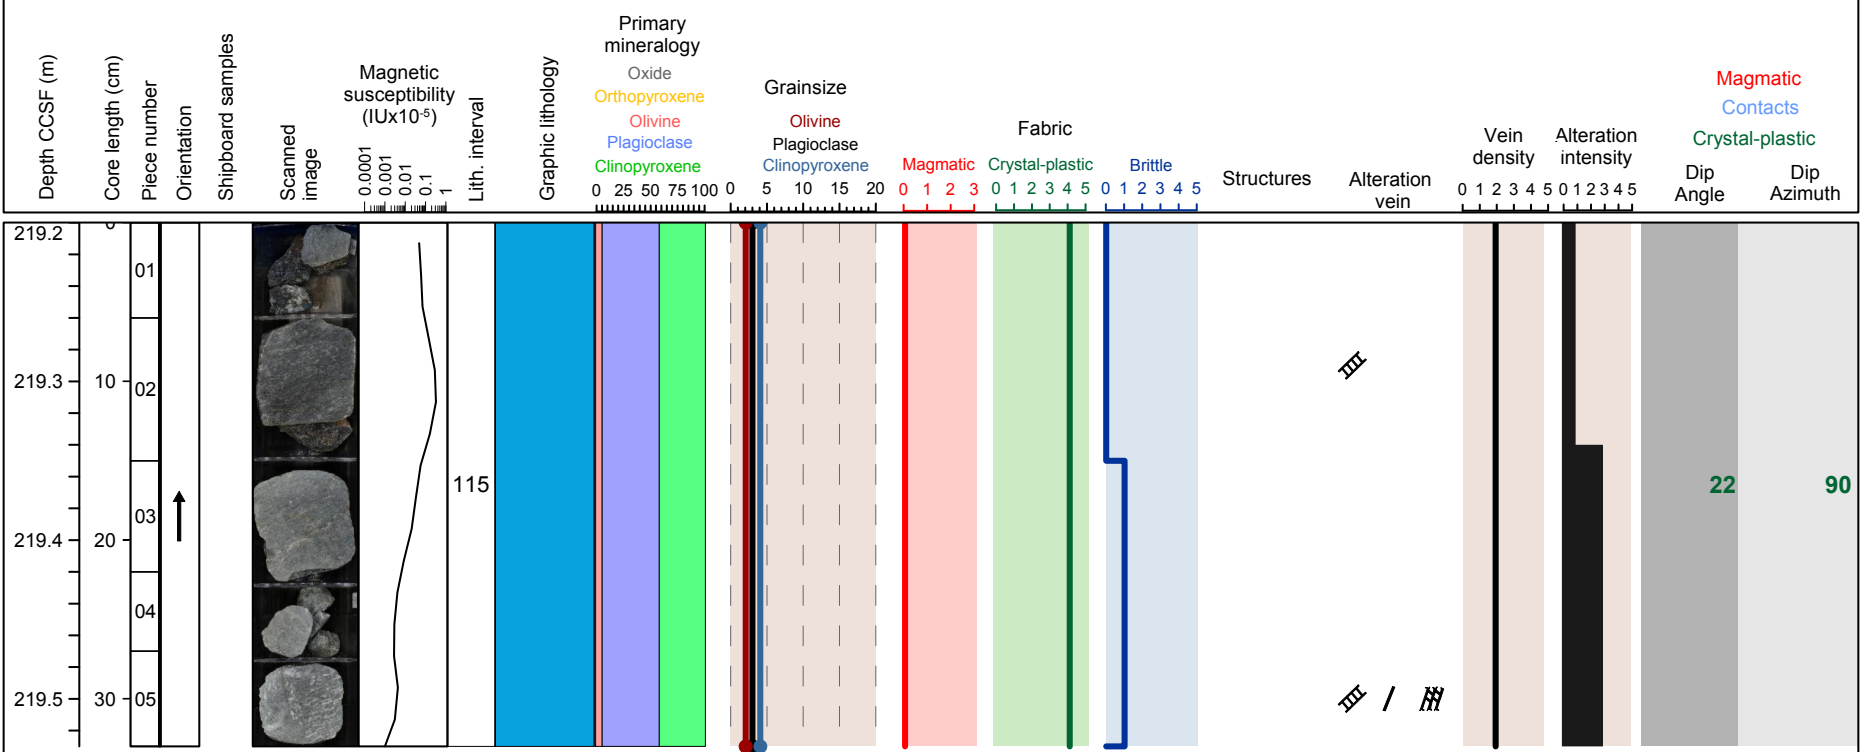 Depth CCSF (m)
Core length (cm)
Piece number
Orientation
Shipboard samples
Scanned
image
Magnetic
susceptibility
(IUx10-5)
0.0001
0.001
0.01
0.1
1
Lith. interval
Graphic lithology
Primary
mineralogy
Oxide
Orthopyroxene
Olivine
Plagioclase
Clinopyroxene
0 25 50 75 100
Grainsize
Olivine
Plagioclase
Clinopyroxene
0 5 10 15 20
Fabric
Magmatic
0 1 2 3
Crystal-plastic
0 1 2 3 4 5
Brittle
0 1 2 3 4 5
Structures
Alteration
vein
Vein
density
0 1 2 3 4 5
Alteration
intensity
0 1 2 3 4 5
Magmatic
Contacts
Crystal-plastic
Dip
Angle
Dip
Azimuth
219.2
0
01
219.3
10
02
115
22
90
03
219.4
20
04
219.5
30
05